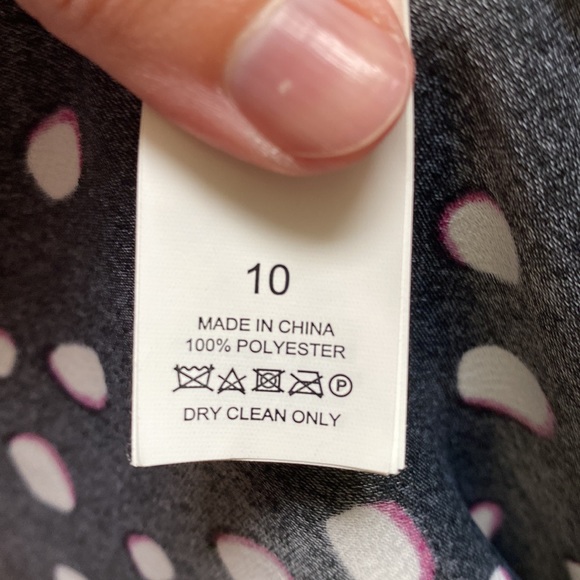 10
MADE IN CHINA
100% POLYESTER
P
DRY CLEAN ONLY